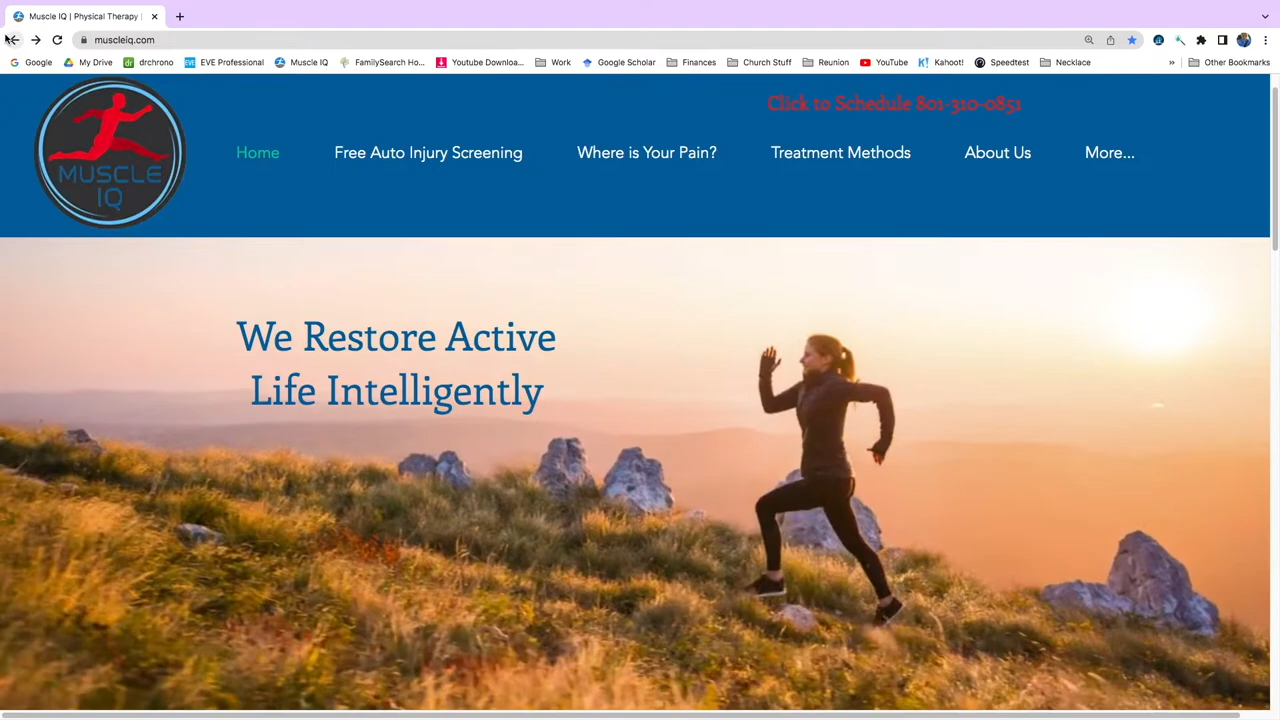 Muscle IQ | Physical Therapy |
muscleiq.com
Google My Drive drchrono EVE Professional Muscle IQ FamilySearch Ho... Youtube Downloa... Work Google Scholar Finances Church Stuff Reunion YouTube Kahoot! Speedtest Necklace » Other Bookmarks
Click to Schedule 801-310-0851
MUSCLE
IQ
Home Free Auto Injury Screening Where is Your Pain? Treatment Methods About Us More...
We Restore Active
Life Intelligently